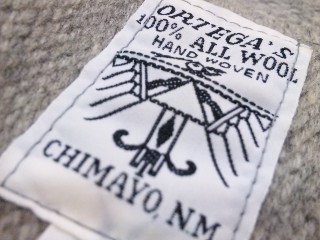 ORTEGA'S
100% ALL WOOL
HAND WOVEN
CHIMAYO, NM